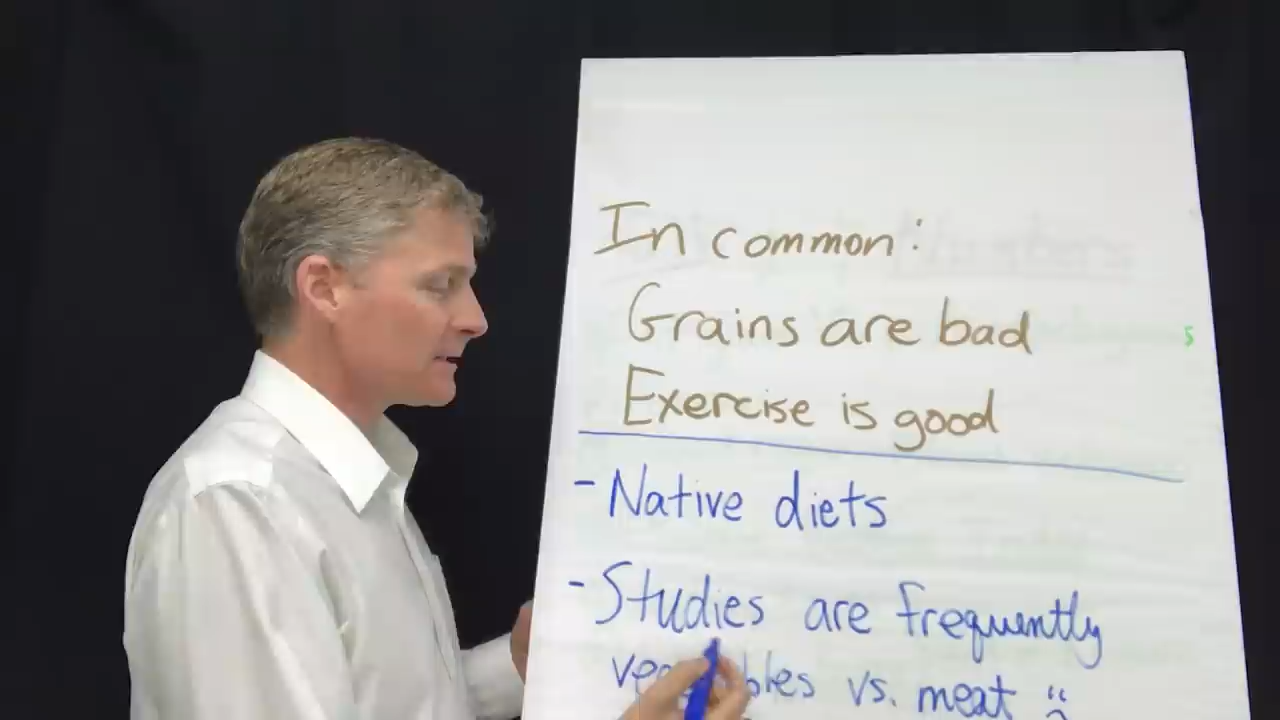 In common:
Grains are bad
Exercise is good
- Native diets
- Studies are frequently
vs. meat :(
s